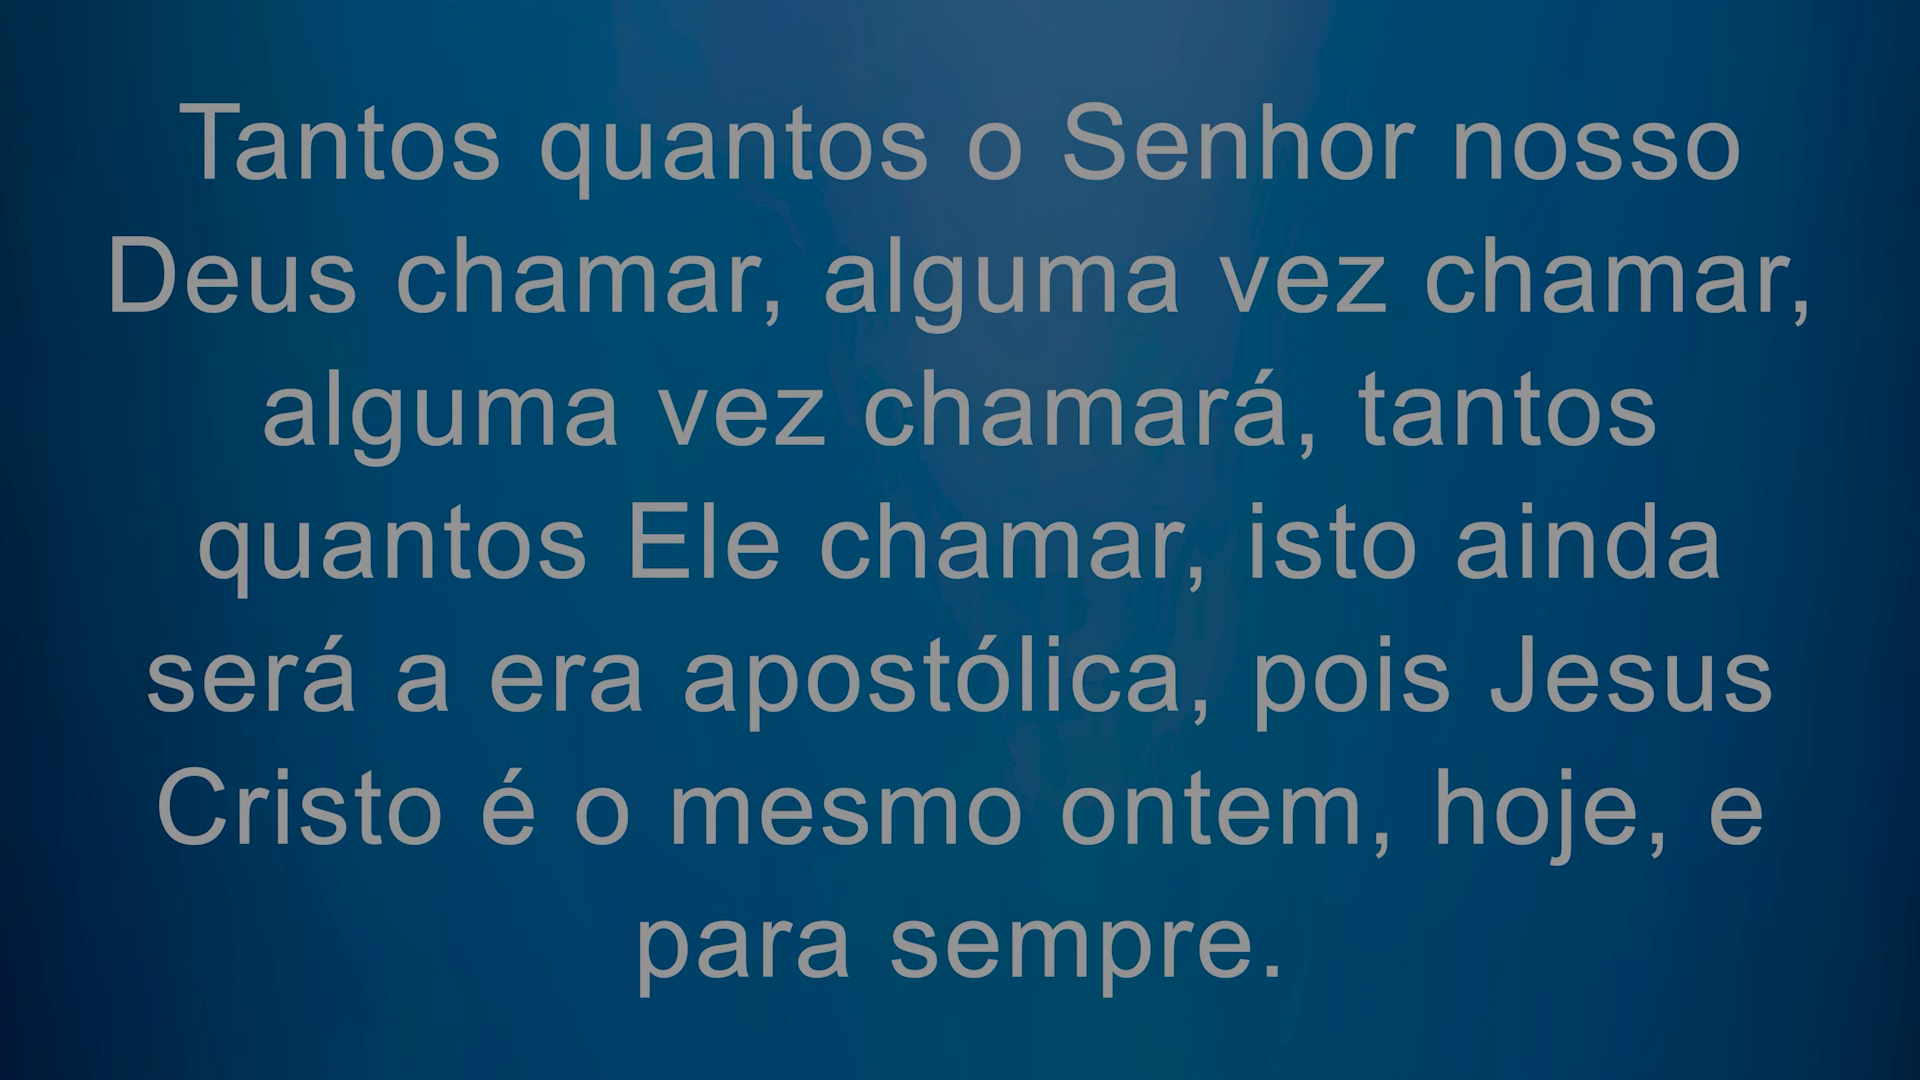 Tantos quantos o Senhor nosso
Deus chamar, alguma vez chamar,
alguma vez chamará, tantos
quantos Ele chamar, isto ainda
será a era apostólica, pois Jesus
Cristo é o mesmo ontem, hoje, e
para sempre.